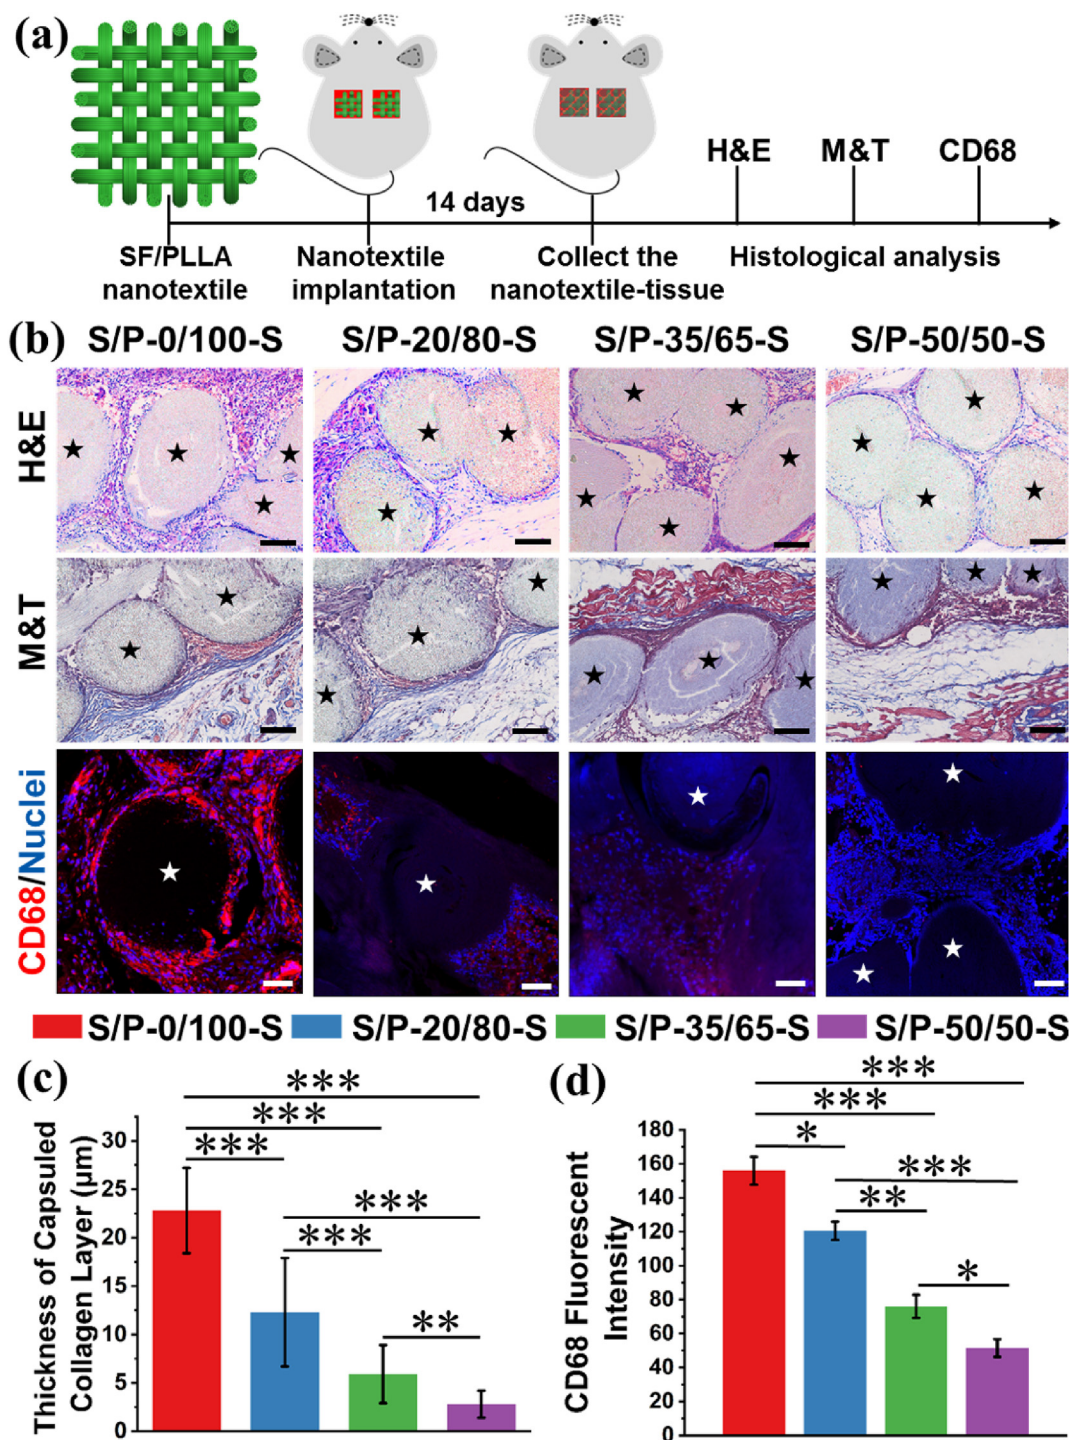 (a)
H&E M&T CD68
14 days
SF/PLLA
nanotextile
Nanotextile
implantation
Collect the
nanotextile-tissue
Histological analysis
(b)
S/P-0/100-S S/P-20/80-S S/P-35/65-S S/P-50/50-S
H&E
M&T
CD68/Nuclei
S/P-0/100-S S/P-20/80-S S/P-35/65-S S/P-50/50-S
(c)
Thickness of Capsuled
Collagen Layer (μm)
30
25
20
15
10
5
0
***
***
***
***
***
**
(d)
CD68 Fluorescent
Intensity
180
160
140
120
100
80
60
40
20
0
***
***
*
***
**
*